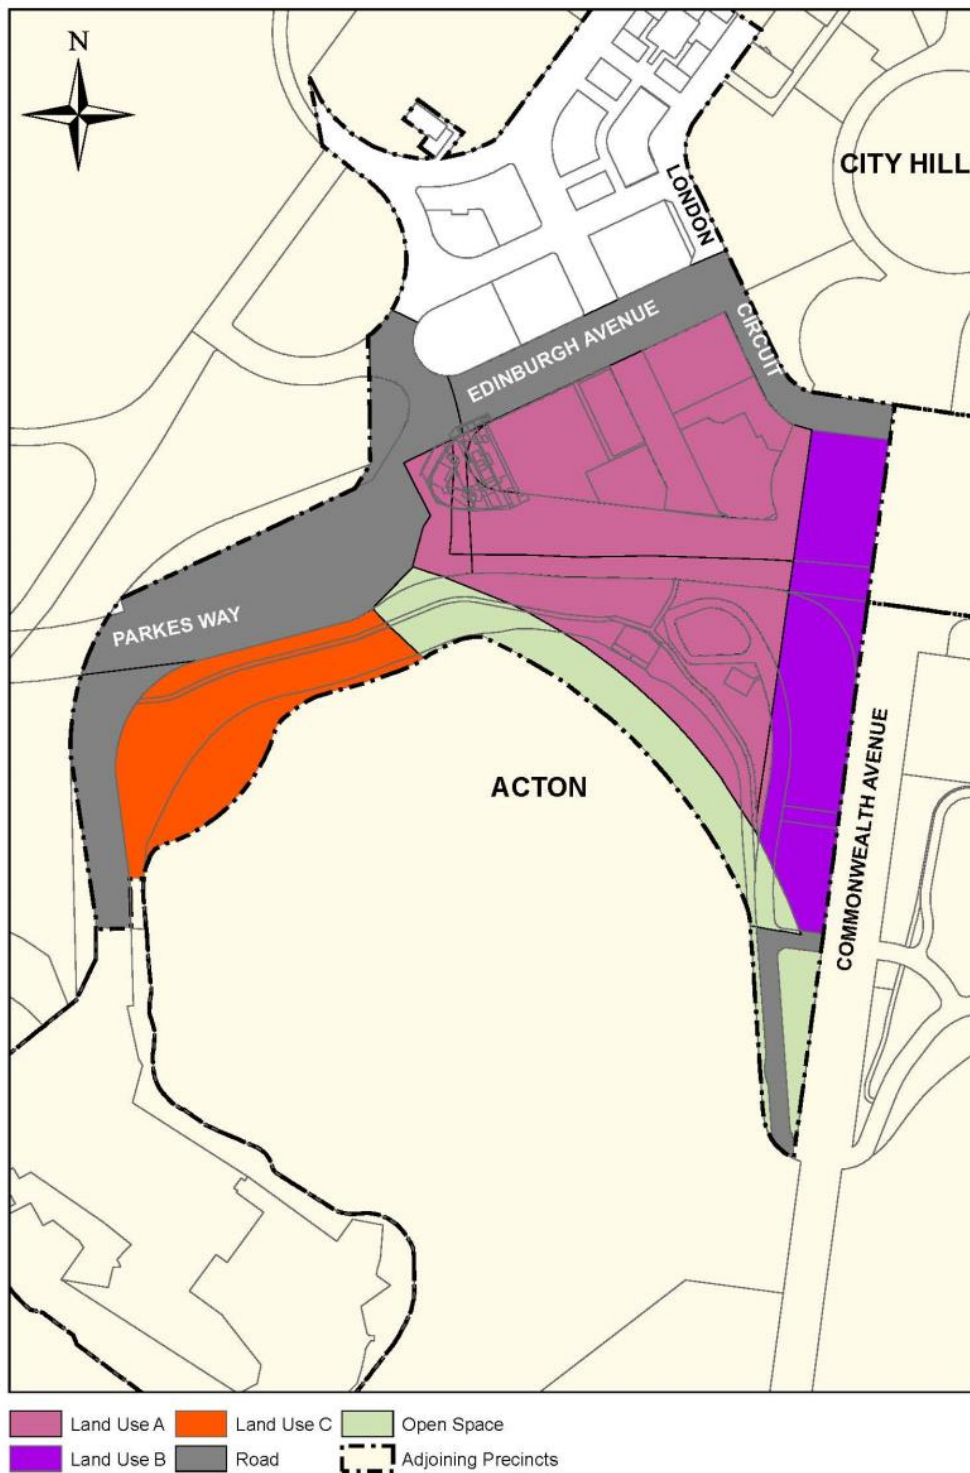 N
CITY HILL
LONDON
CIRCUIT
EDINBURGH AVENUE
PARKES WAY
ACTON
COMMONWEALTH AVENUE
Land Use A
Land Use C
Open Space
Land Use B
Road
Adjoining Precincts